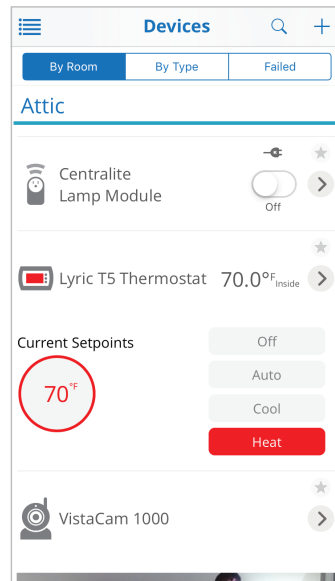 Devices
By Room By Type Failed
Attic
Centralite
Lamp Module
Off
Lyric T5 Thermostat 70.0°F Inside
Current Setpoints
Off
70°F
Auto
Cool
Heat
VistaCam 1000